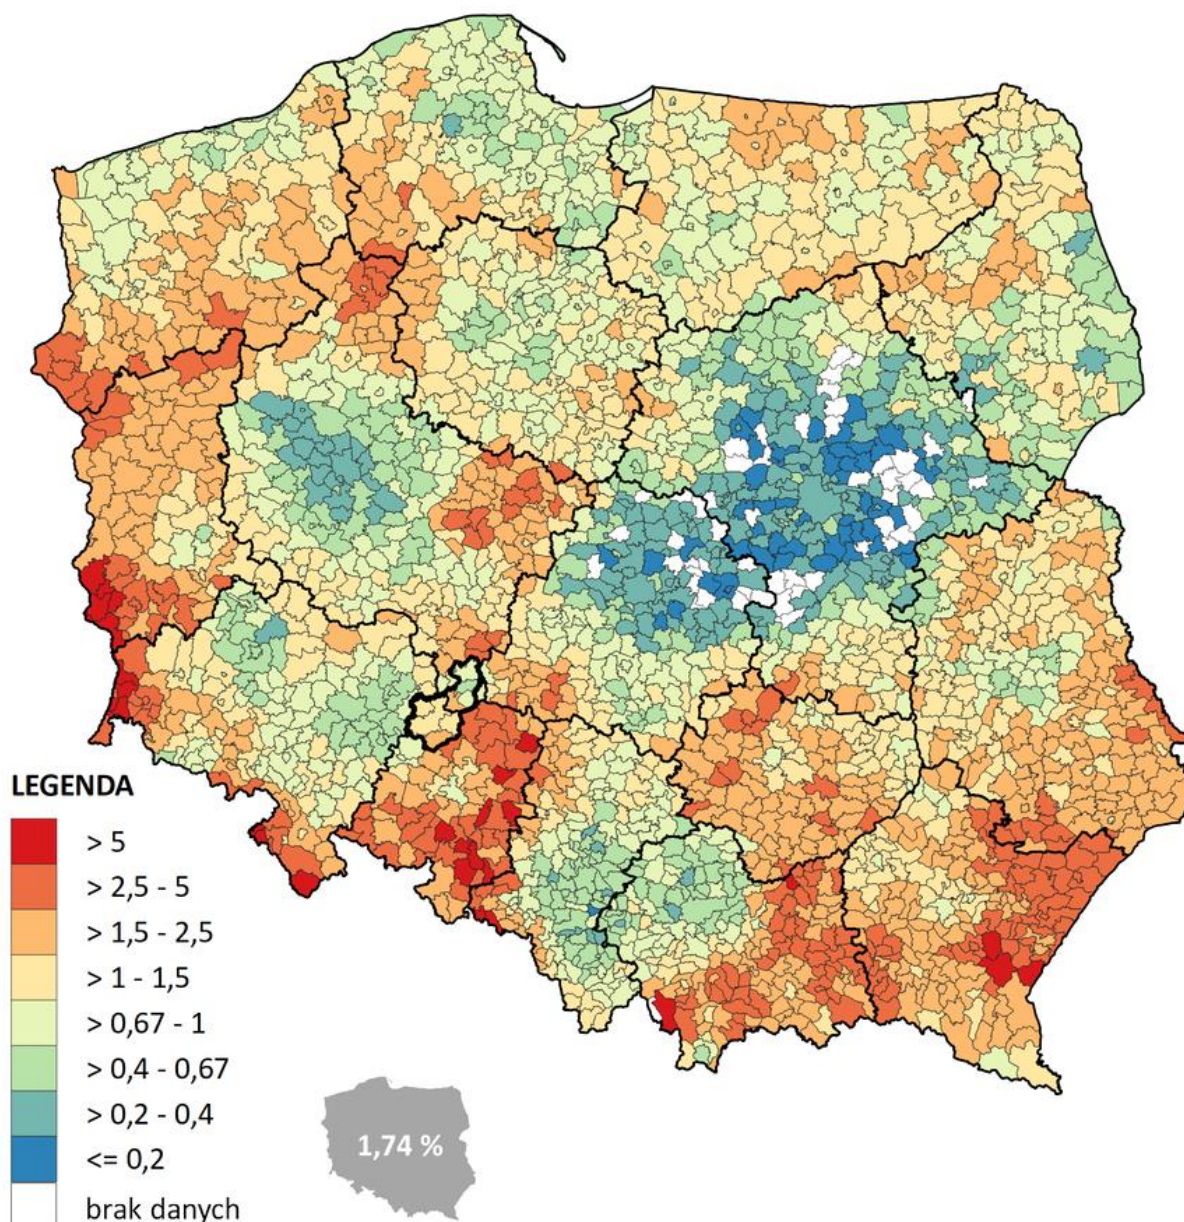 LEGENDA
> 5
> 2,5 - 5
> 1,5 - 2,5
> 1 - 1,5
> 0,67 - 1
> 0,4 - 0,67
> 0,2 - 0,4
<= 0,2
brak danych
1,74 %